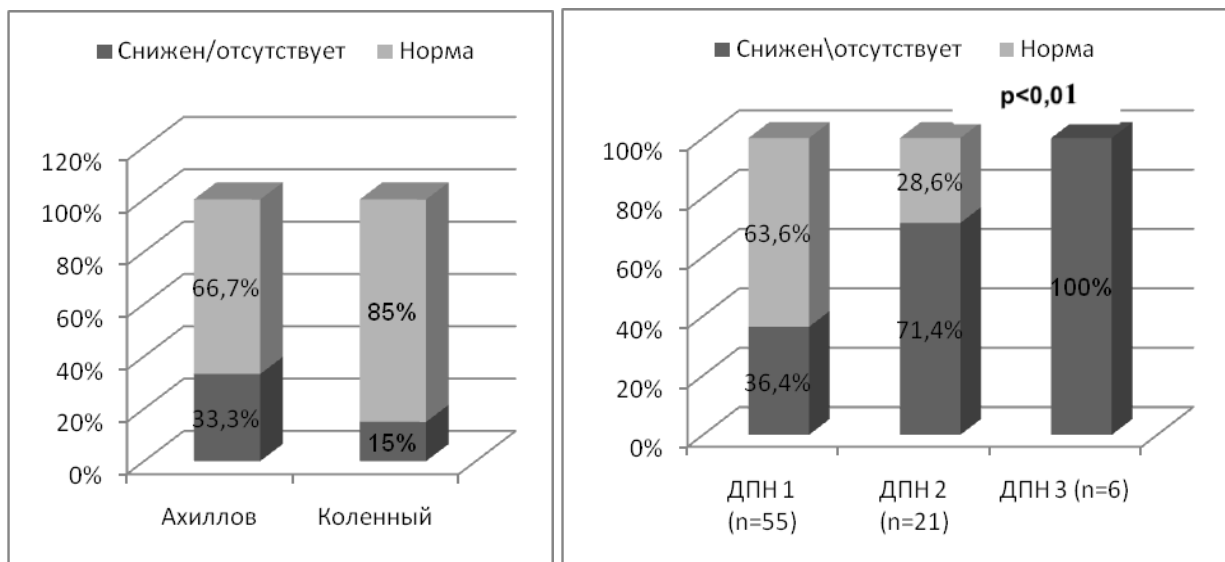 Снижен/отсутствует Норма
120%
100%
80%
60%
40%
20%
0%
66,7%
33,3%
85%
15%
Ахиллов Коленный
Снижен\отсутствует Норма
p<0,01
100%
80%
60%
40%
20%
0%
63,6%
36,4%
28,6%
71,4%
100%
ДПН 1
(n=55)
ДПН 2
(n=21)
ДПН 3 (n=6)